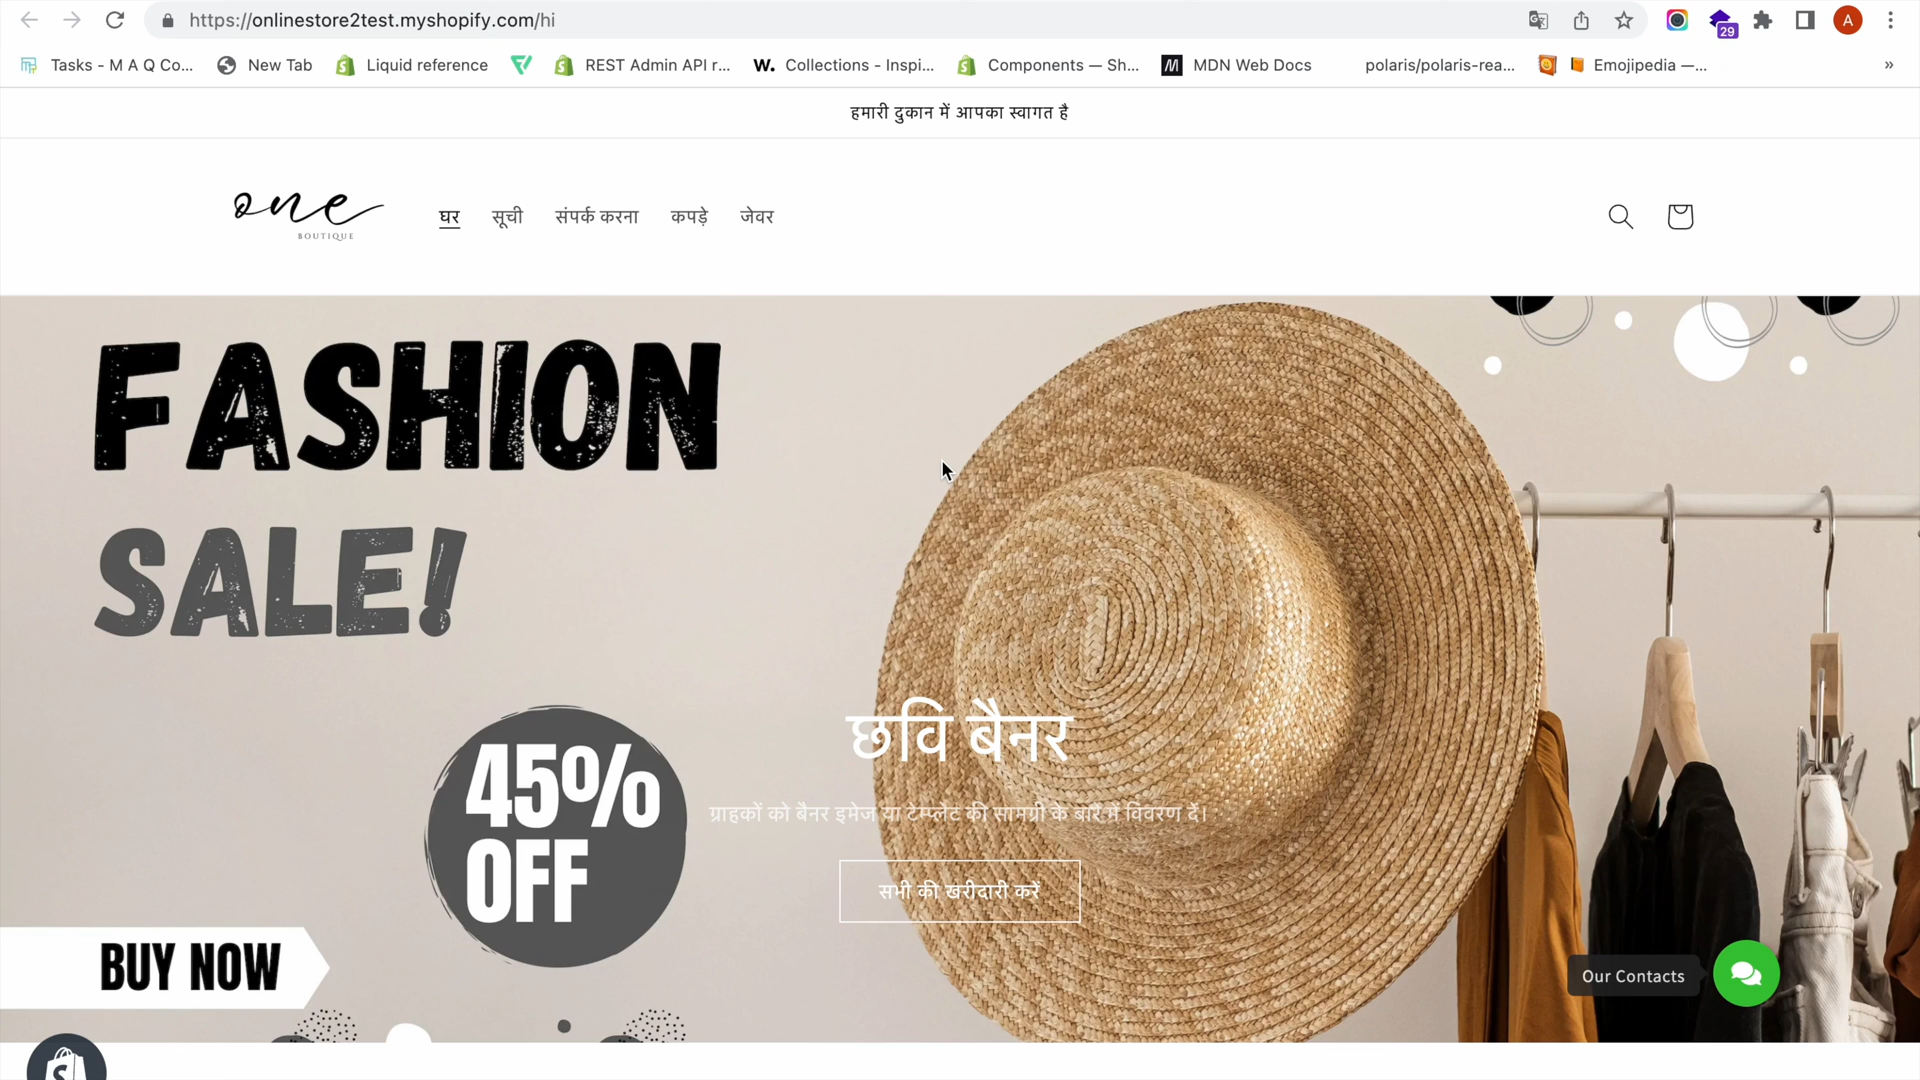 https://onlinestore2test.myshopify.com/hi
A
29
Tasks - M A Q Co...
New Tab
Liquid reference
REST Admin API r...
W. Collections - Inspi...
Components — Sh...
M MDN Web Docs
polaris/polaris-rea...
Emojipedia —...
»
हमारी दुकान में आपका स्वागत है
one
BOUTIQUE
घर सूची संपर्क करना कपड़े जेवर
FASHION
SALE!
45%
OFF
छवि बैनर
ग्राहकों को बैनर इमेज या टेम्प्लेट की सामग्री के बारे में विवरण दें।
सभी की खरीदारी करें
BUY NOW
Our Contacts
S